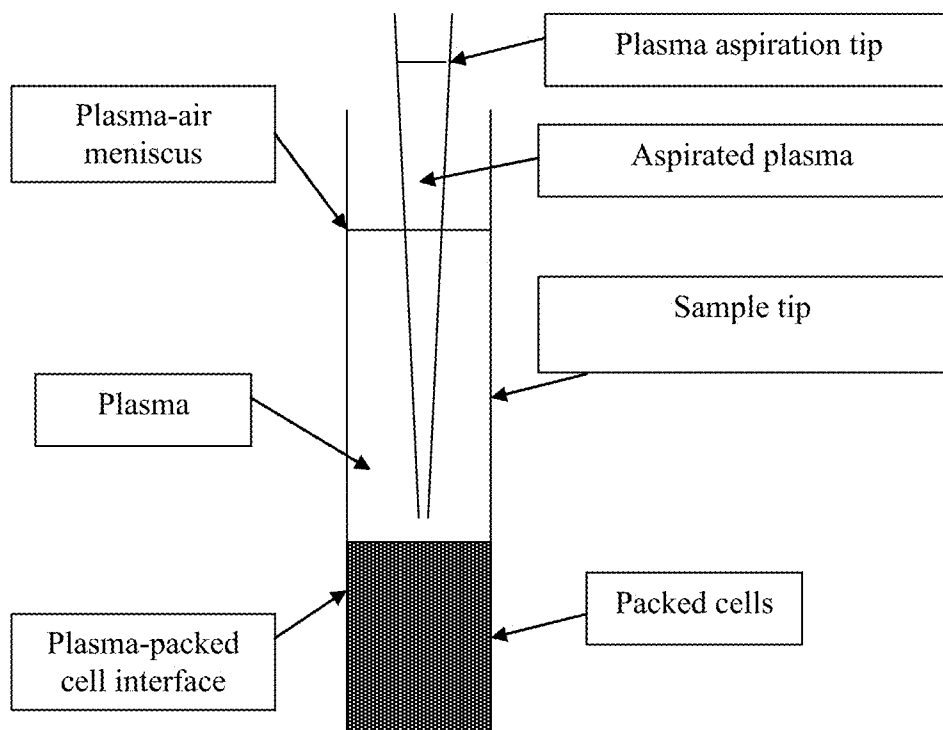 Plasma aspiration tip
Plasma-air
meniscus
Aspirated plasma
Sample tip
Plasma
Packed cells
Plasma-packed
cell interface